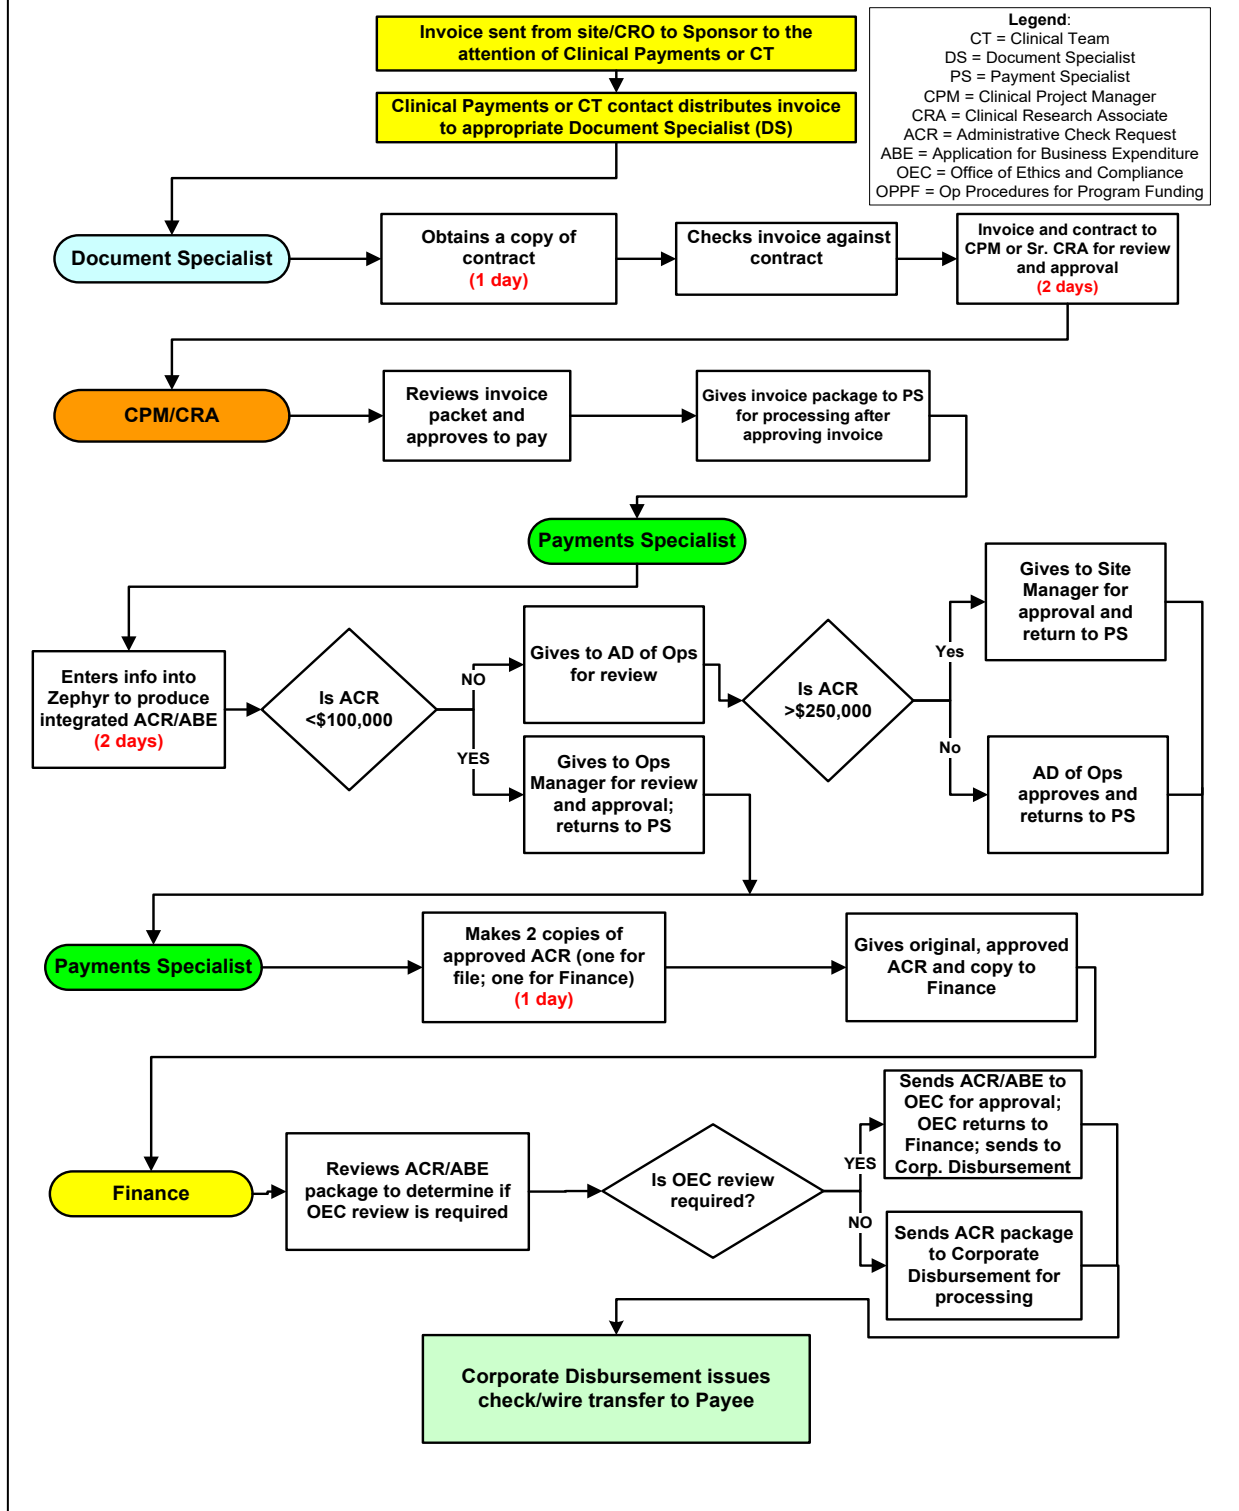 Invoice sent from site/CRO to Sponsor to the
attention of Clinical Payments or CT
Legend:
CT = Clinical Team
DS = Document Specialist
PS = Payment Specialist
CPM = Clinical Project Manager
CRA = Clinical Research Associate
ACR = Administrative Check Request
ABE = Application for Business Expenditure
OEC = Office of Ethics and Compliance
OPPF = Op Procedures for Program Funding
Clinical Payments or CT contact distributes invoice
to appropriate Document Specialist (DS)
Document Specialist
Obtains a copy of
contract
(1 day)
Checks invoice against
contract
Invoice and contract to
CPM or Sr. CRA for review
and approval
(2 days)
CPM/CRA
Reviews invoice
packet and
approves to pay
Gives invoice package to PS
for processing after
approving invoice
Payments Specialist
Enters info into
Zephyr to produce
integrated ACR/ABE
(2 days)
Is ACR
<$100,000
NO
YES
Gives to AD of Ops
for review
Gives to Ops
Manager for review
and approval;
returns to PS
Is ACR
>$250,000
Yes
No
Gives to Site
Manager for
approval and
return to PS
AD of Ops
approves and
returns to PS
Payments Specialist
Makes 2 copies of
approved ACR (one for
file; one for Finance)
(1 day)
Gives original, approved
ACR and copy to
Finance
Finance
Reviews ACR/ABE
package to determine if
OEC review is required
Is OEC review
required?
YES
NO
Sends ACR/ABE to
OEC for approval;
OEC returns to
Finance; sends to
Corp. Disbursement
Sends ACR package
to Corporate
Disbursement for
processing
Corporate Disbursement issues
check/wire transfer to Payee